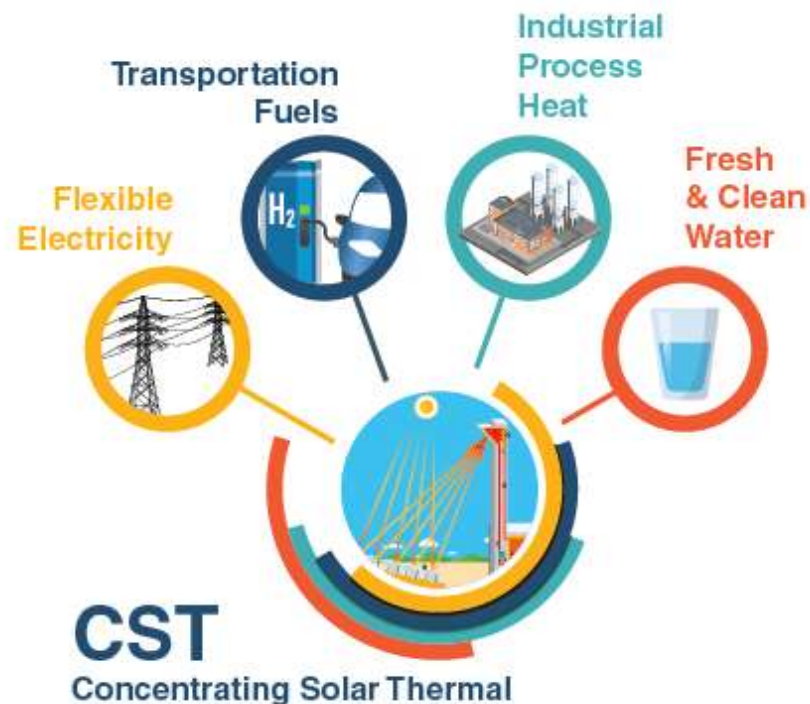 Industrial
Process
Heat
Transportation
Fuels
Fresh
& Clean
Water
Flexible
Electricity
H2
CST
Concentrating Solar Thermal